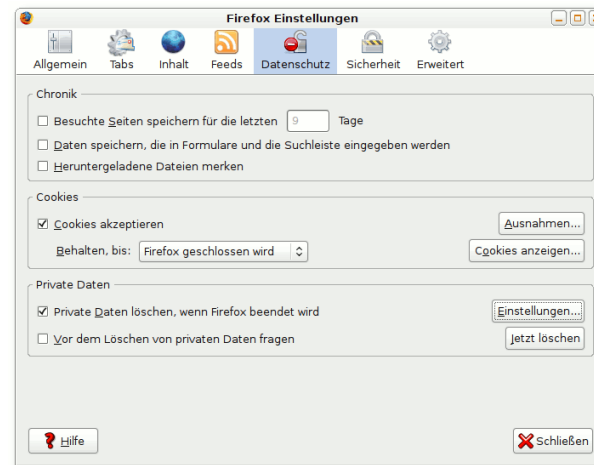 Firefox Einstellungen
Allgemein Tabs Inhalt Feeds Datenschutz Sicherheit Erweitert
Chronik
Besuchte Seiten speichern für die letzten 9 Tage
Daten speichern, die in Formulare und die Suchleiste eingegeben werden
Heruntergeladene Dateien merken
Cookies
Cookies akzeptieren Ausnahmen...
Behalten, bis: Firefox geschlossen wird Cookies anzeigen...
Private Daten
Private Daten löschen, wenn Firefox beendet wird Einstellungen...
Vor dem Löschen von privaten Daten fragen Jetzt löschen
Hilfe Schließen